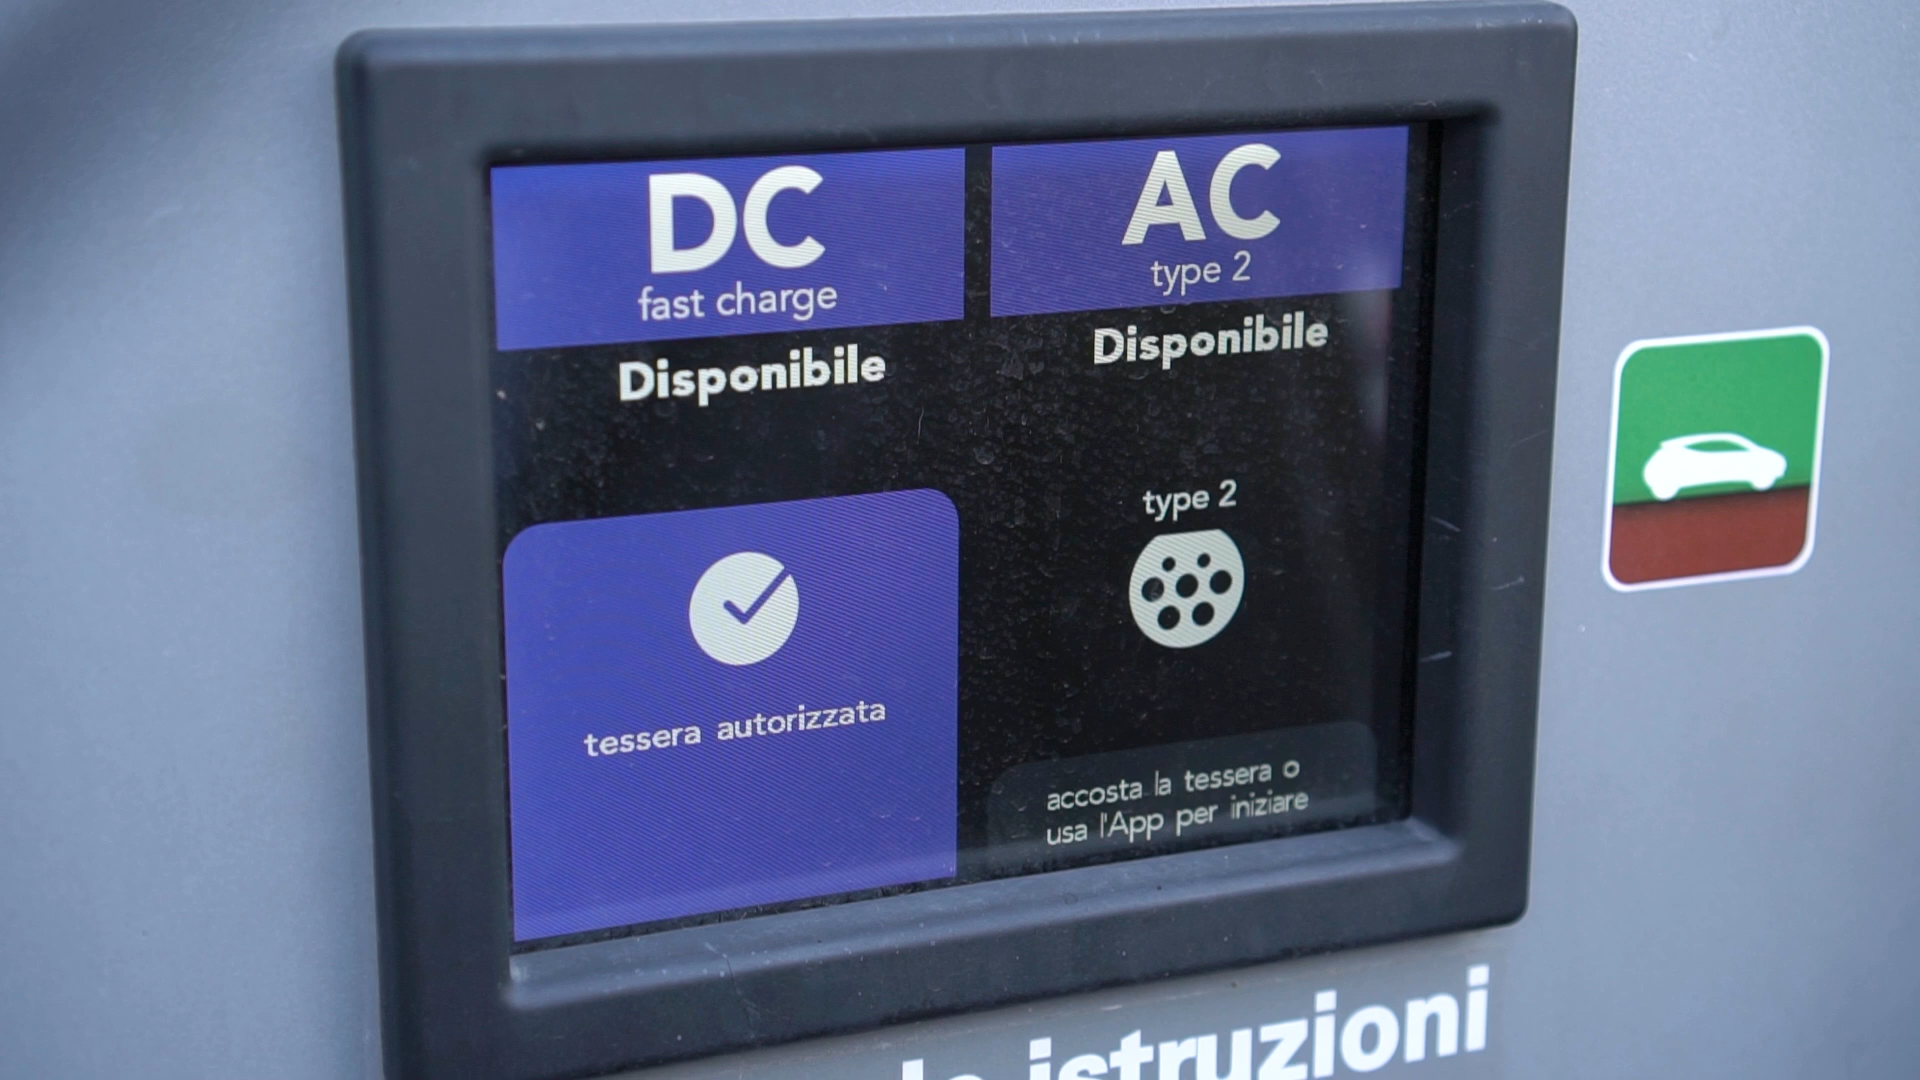 DC
fast charge
Disponibile
tessera autorizzata
AC
type 2
Disponibile
type 2
accosta la tessera o
usa l'App per iniziare
istruzioni